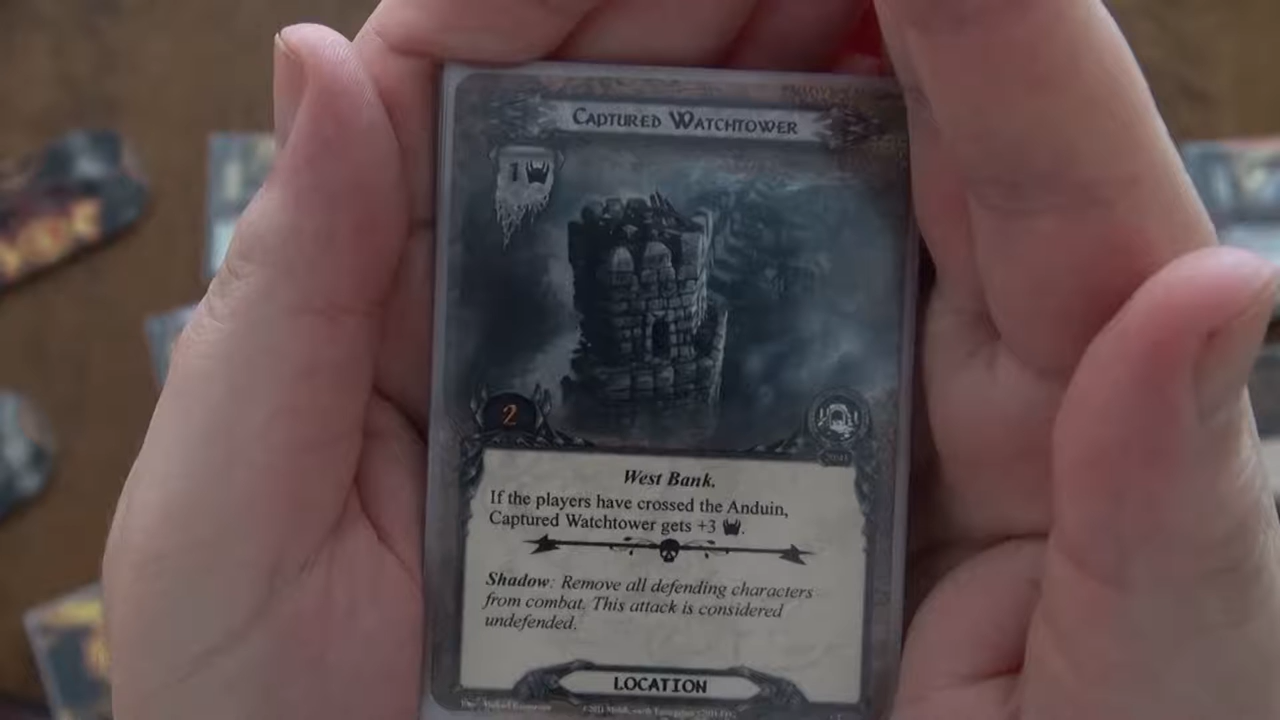 CAPTURED WATCHTOWER
1
2
West Bank.
If the players have crossed the Anduin,
Captured Watchtower gets +3
Shadow: Remove all defending characters
from combat. This attack is considered
undefended.
LOCATION